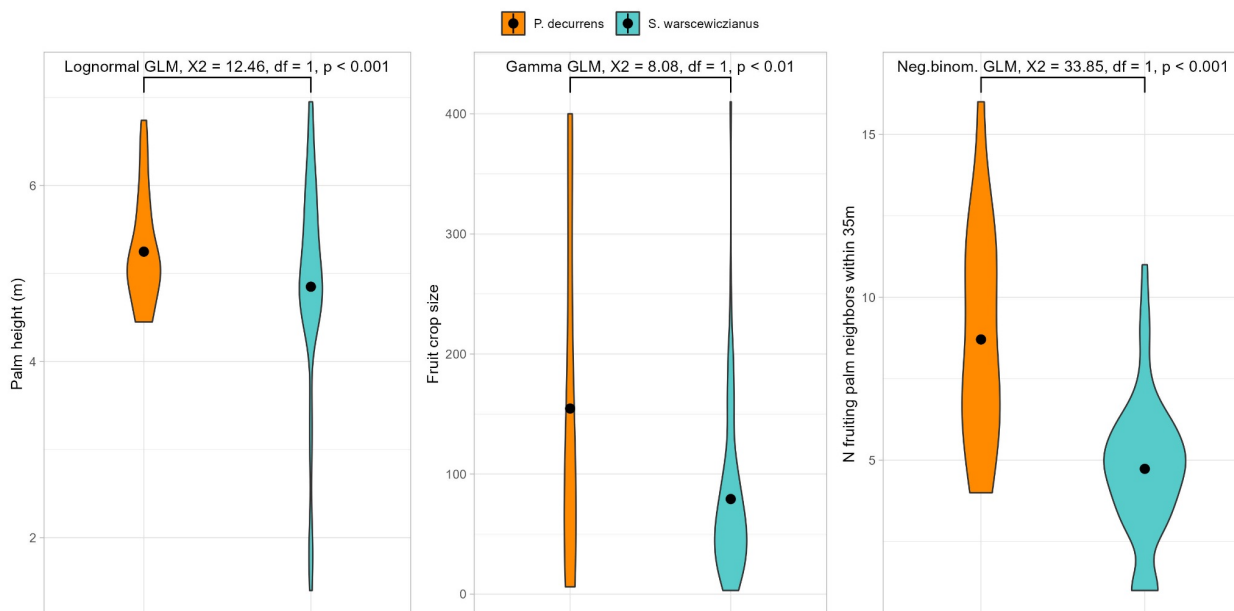 P. decurrens
S. warscewiczianus
Lognormal GLM, X2 = 12.46, df = 1, p < 0.001
Palm height (m)
6
4
2
Gamma GLM, X2 = 8.08, df = 1, p < 0.01
Fruit crop size
400
300
200
100
0
Neg.binom. GLM, X2 = 33.85, df = 1, p < 0.001
N fruiting palm neighbors within 35m
15
10
5